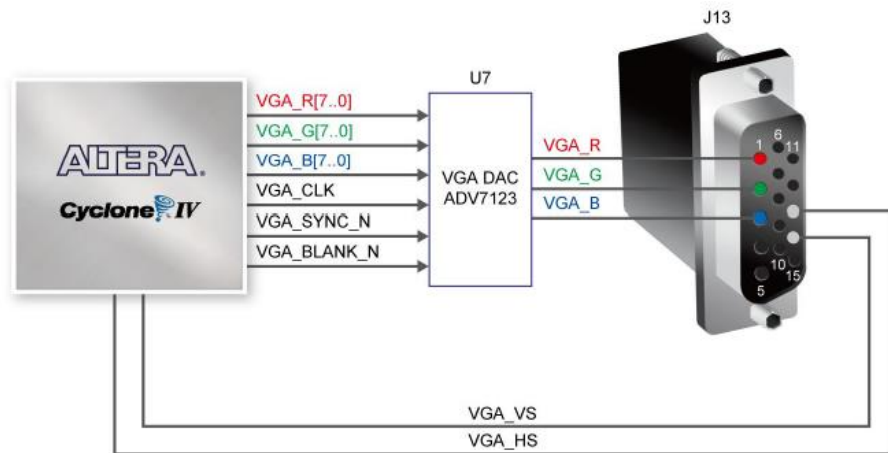 J13
U7
VGA_R[7..0]
VGA_G[7..0]
VGA_B[7..0]
VGA_CLK
VGA_SYNC_N
VGA_BLANK_N
ALTERA.
Cyclone IV
VGA DAC
ADV7123
VGA_R
VGA_G
VGA_B
6
1 11
10 15
5
VGA_VS
VGA_HS